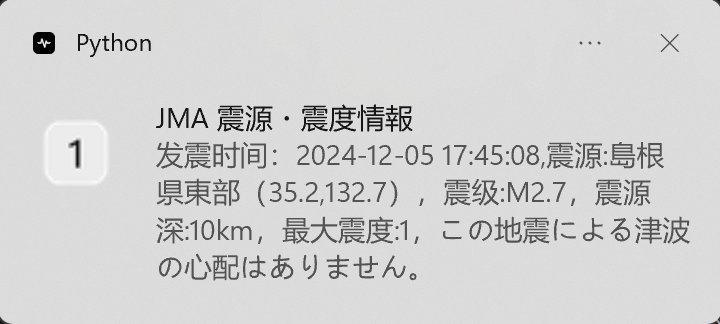 Python
1
JMA 震源・震度情報
发震时间：2024-12-05 17:45:08,震源:島根
県東部（35.2,132.7），震级:M2.7，震源
深:10km，最大震度:1，この地震による津波
の心配はありません。